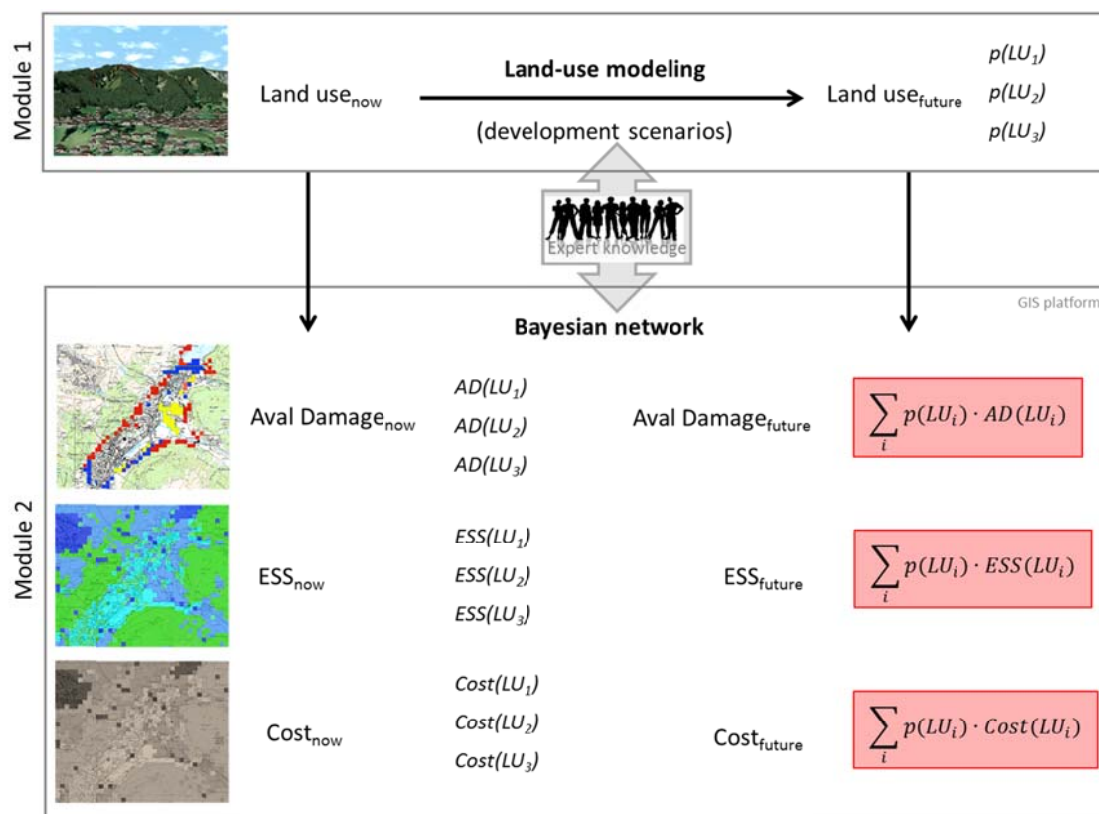 Module 1
Land use_now
Land-use modeling
(development scenarios)
Land use_future
p(LU_1)
p(LU_2)
p(LU_3)
Expert knowledge
Module 2
GIS platform
Bayesian network
Aval Damage_now
AD(LU_1)
AD(LU_2)
AD(LU_3)
Aval Damage_future
∑_i p(LU_i) · AD(LU_i)
ESS_now
ESS(LU_1)
ESS(LU_2)
ESS(LU_3)
ESS_future
∑_i p(LU_i) · ESS(LU_i)
Cost_now
Cost(LU_1)
Cost(LU_2)
Cost(LU_3)
Cost_future
∑_i p(LU_i) · Cost(LU_i)